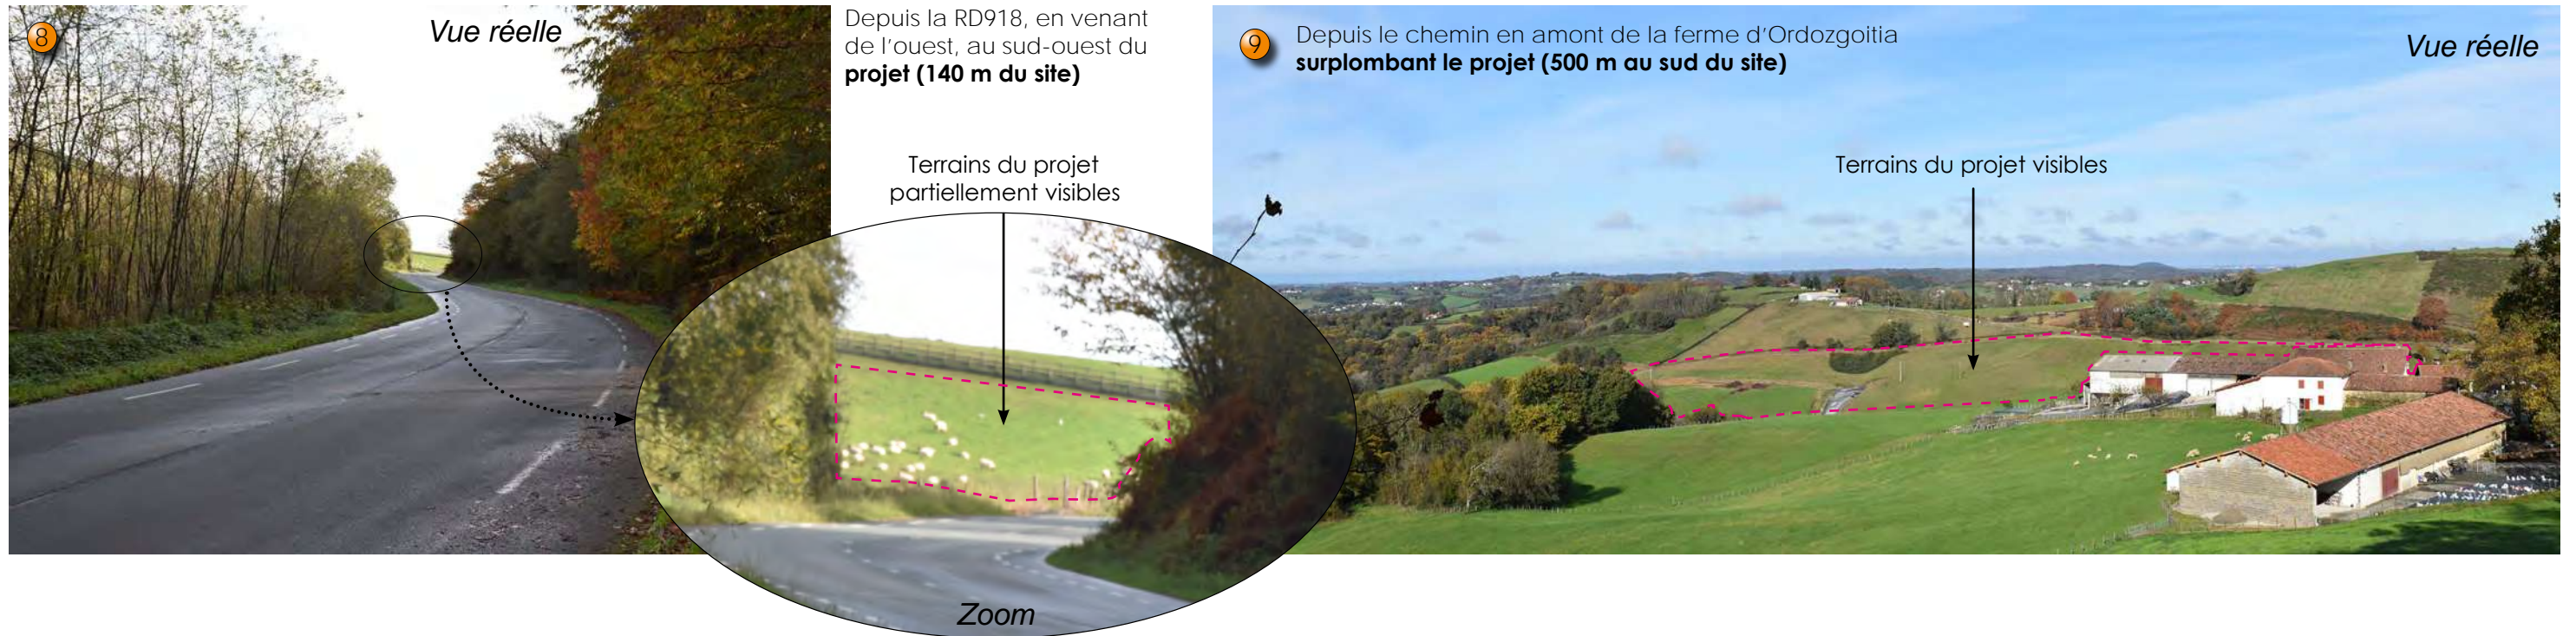 8
Vue réelle
Depuis la RD918, en venant
de l'ouest, au sud-ouest du
projet (140 m du site)
Terrains du projet
partiellement visibles
Zoom
9
Depuis le chemin en amont de la ferme d'Ordozgoitia
surplombant le projet (500 m au sud du site)
Vue réelle
Terrains du projet visibles